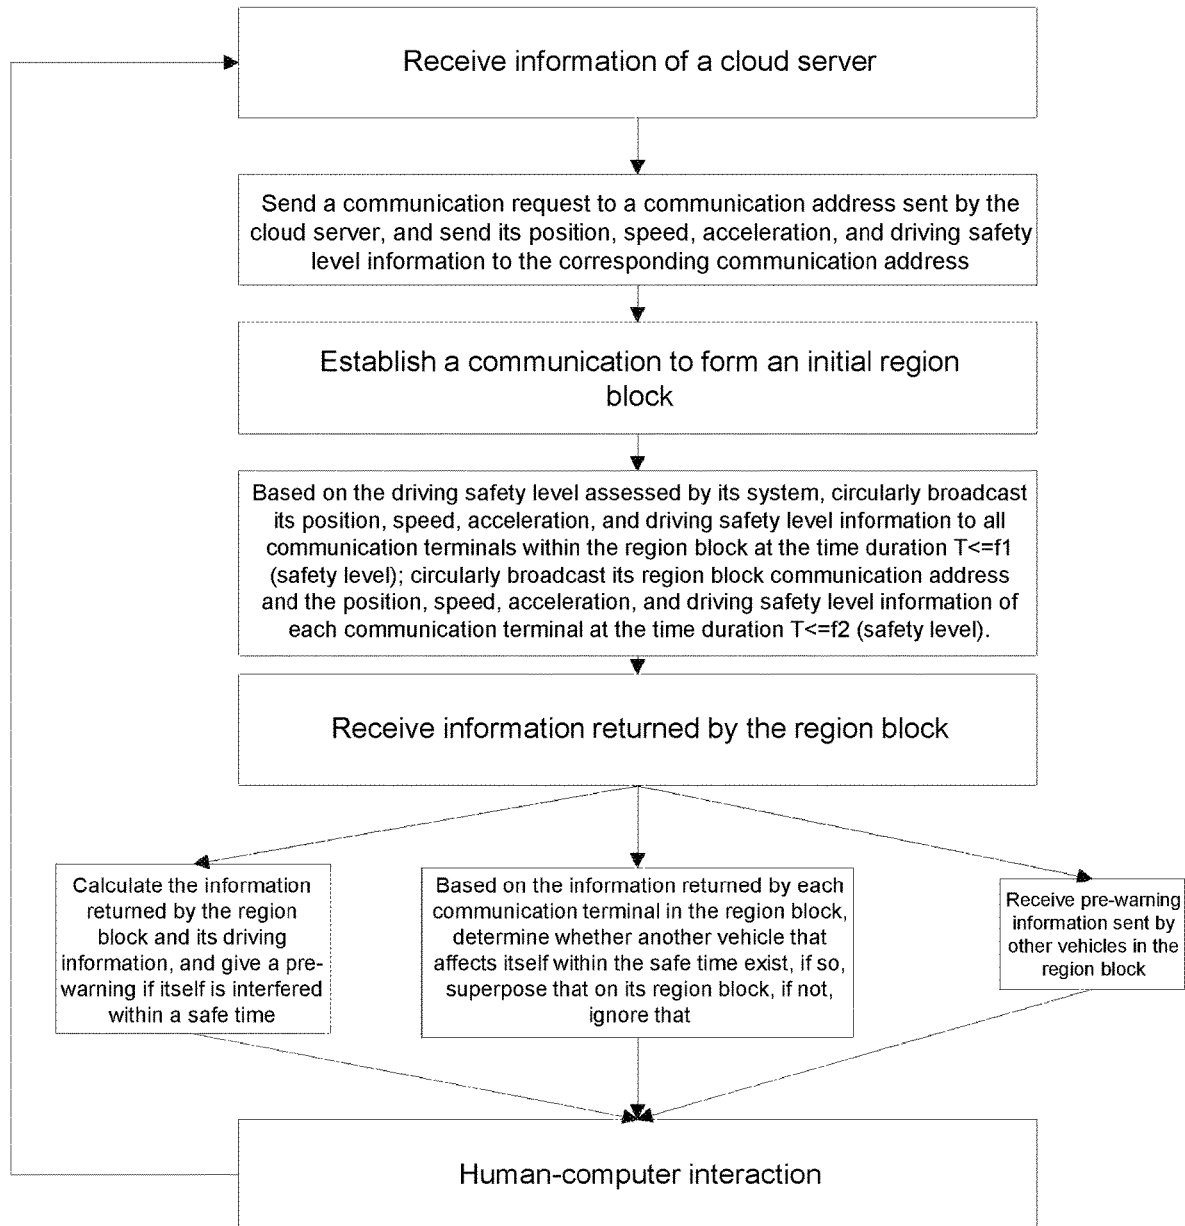 Receive information of a cloud server
Send a communication request to a communication address sent by the
cloud server, and send its position, speed, acceleration, and driving safety
level information to the corresponding communication address
Establish a communication to form an initial region
block
Based on the driving safety level assessed by its system, circularly broadcast
its position, speed, acceleration, and driving safety level information to all
communication terminals within the region block at the time duration T<=f1
(safety level); circularly broadcast its region block communication address
and the position, speed, acceleration, and driving safety level information of
each communication terminal at the time duration T<=f2 (safety level).
Receive information returned by the region block
Calculate the information
returned by the region
block and its driving
information, and give a pre-
warning if itself is interfered
within a safe time
Based on the information returned by each
communication terminal in the region block,
determine whether another vehicle that
affects itself within the safe time exist, if so,
superpose that on its region block, if not,
ignore that
Receive pre-warning
information sent by
other vehicles in the
region block
Human-computer interaction